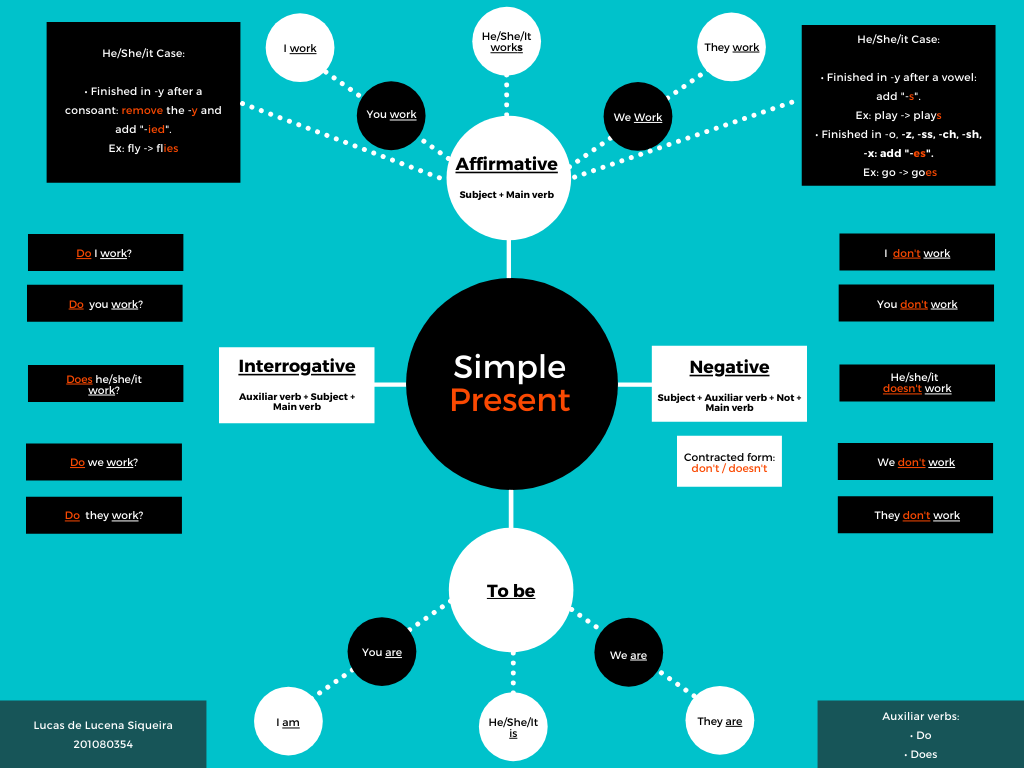 He/She/it Case:
• Finished in -y after a
consoant: remove the -y and
add "-ied".
Ex: fly -> flies
I work
You work
He/She/It
works
We Work
They work
He/She/it Case:
• Finished in -y after a vowel:
add "-s".
Ex: play -> plays
• Finished in -o, -z, -ss, -ch, -sh,
-x: add "-es".
Ex: go -> goes
Affirmative
Subject + Main verb
Do I work?
Do you work?
Does he/she/it
work?
Do we work?
Do they work?
Interrogative
Auxiliar verb + Subject +
Main verb
Simple
Present
Negative
Subject + Auxiliar verb + Not +
Main verb
Contracted form:
don't / doesn't
I don't work
You don't work
He/she/it
doesn't work
We don't work
They don't work
To be
I am
You are
He/She/It
is
We are
They are
Lucas de Lucena Siqueira
201080354
Auxiliar verbs:
• Do
• Does